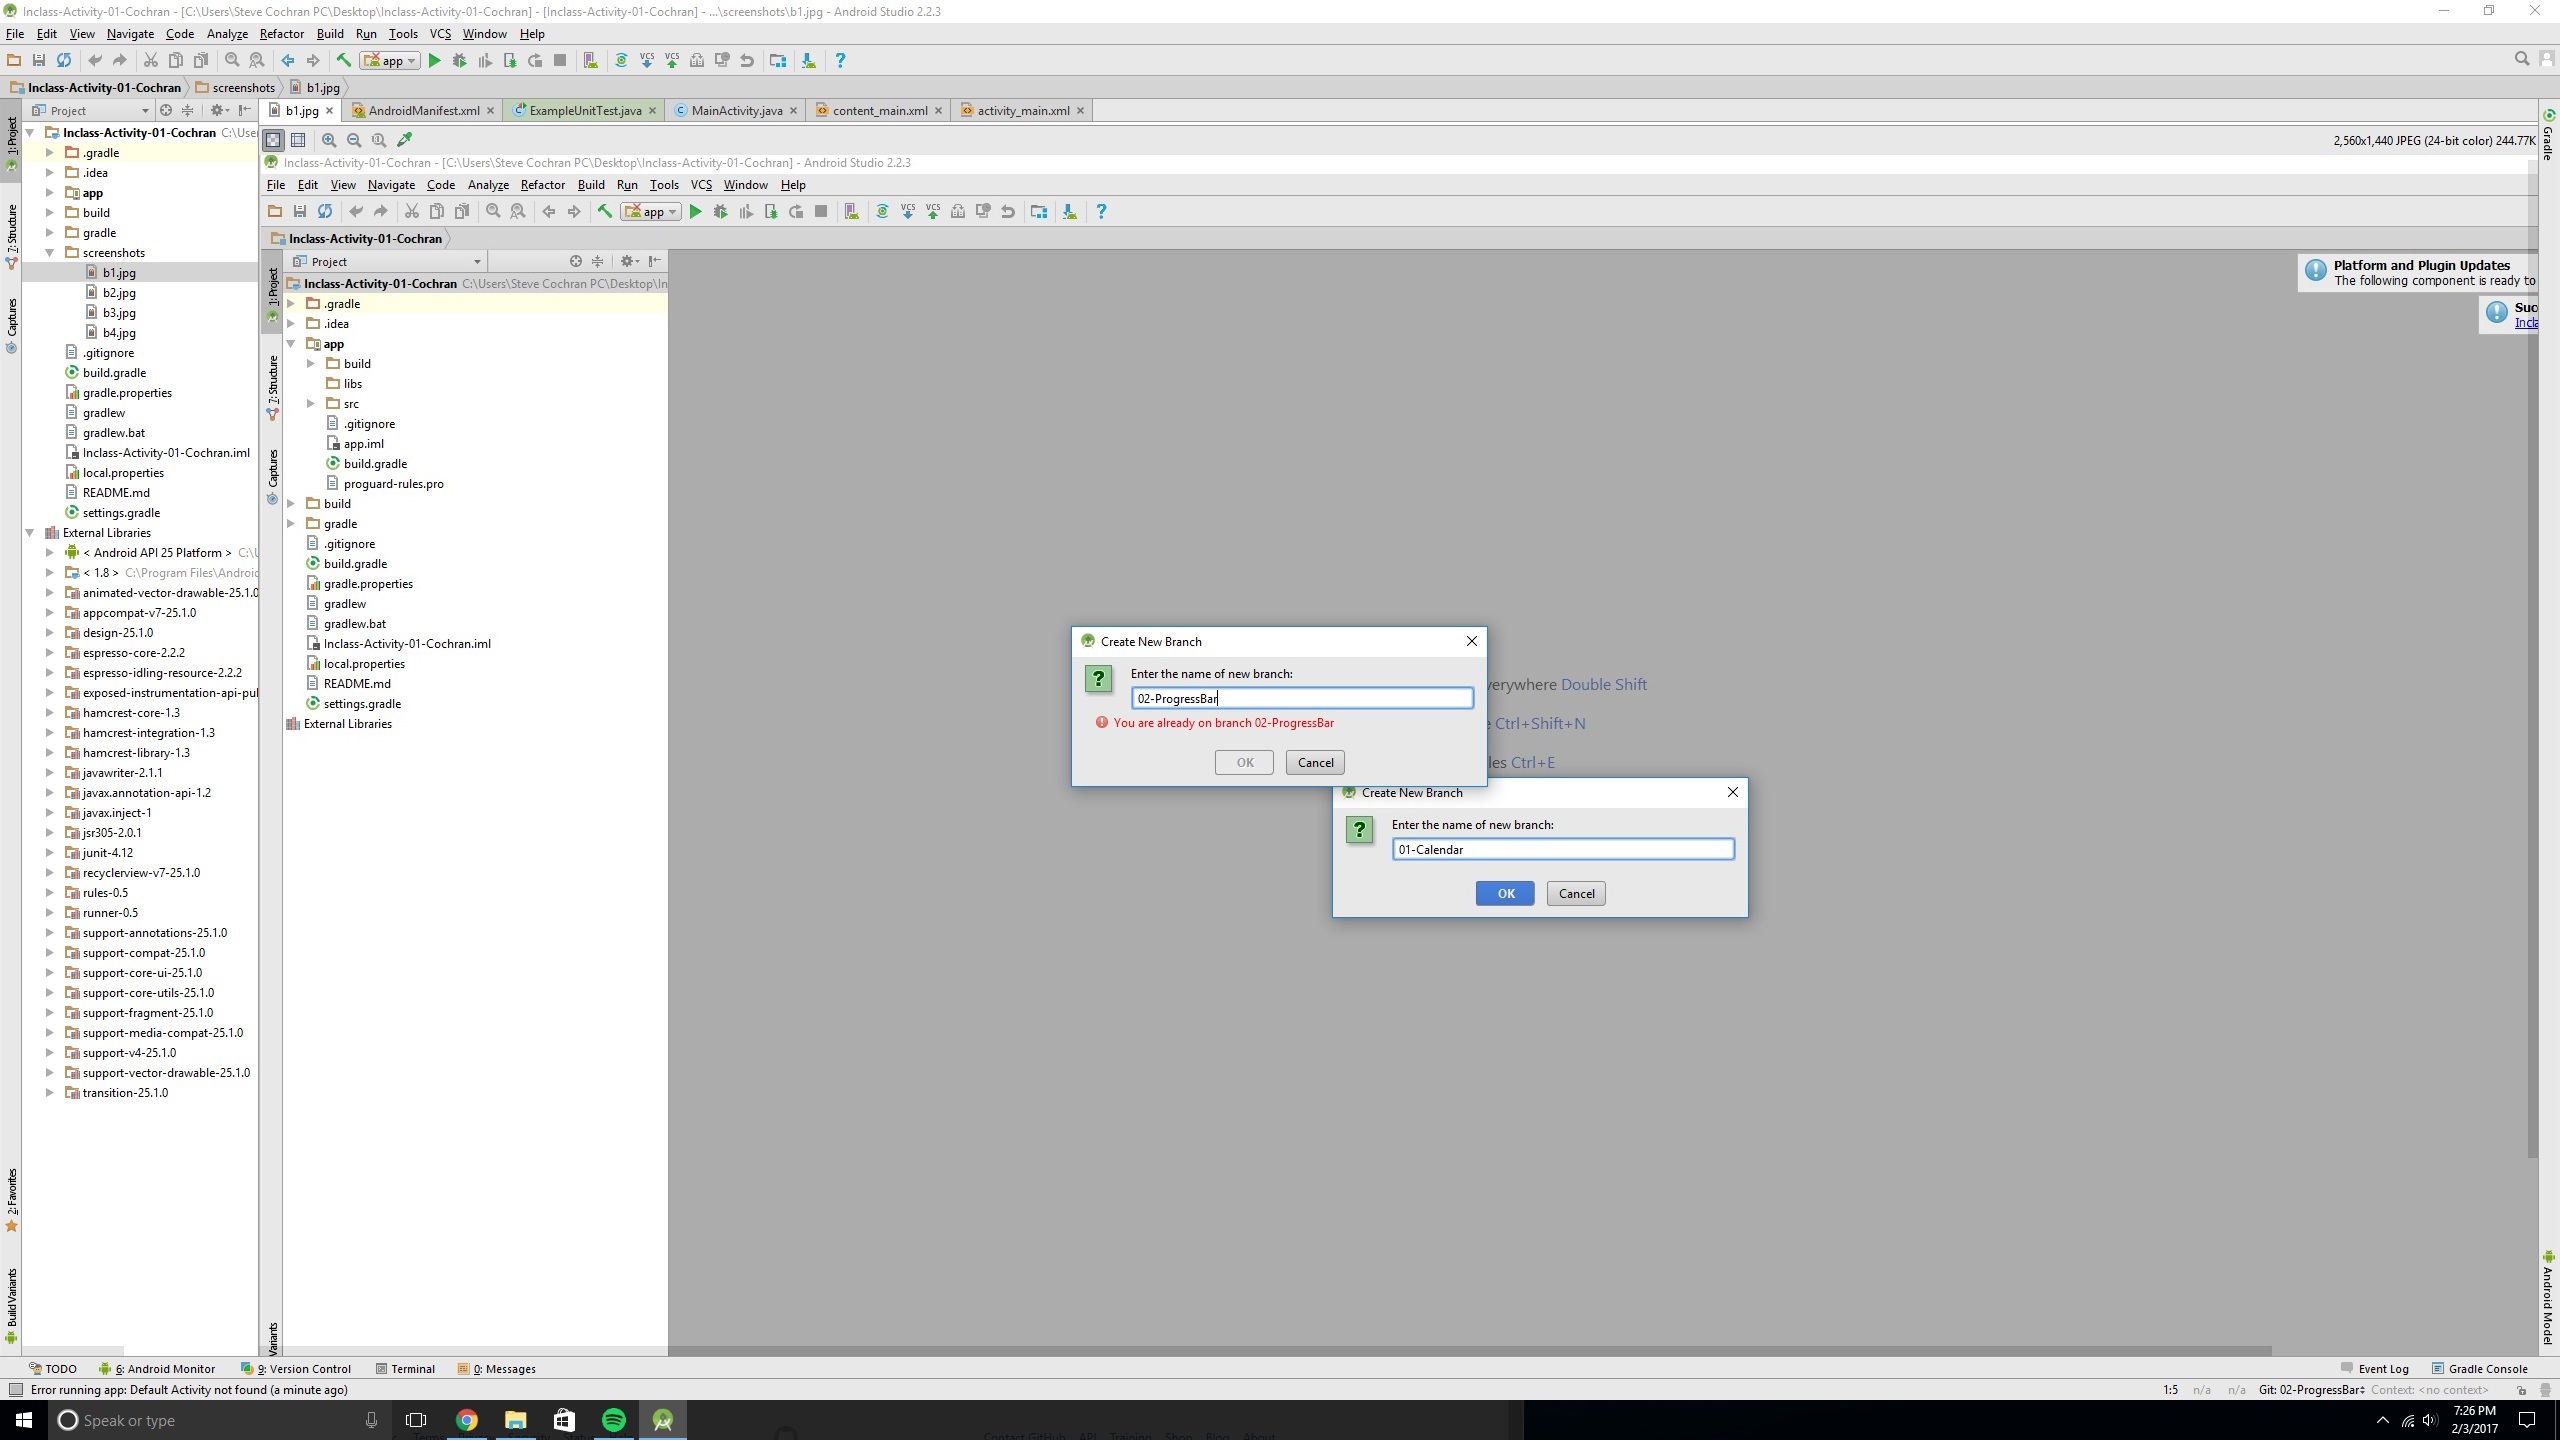 Inclass-Activity-01-Cochran - [C:\Users\Steve Cochran PC\Desktop\Inclass-Activity-01-Cochran] - [Inclass-Activity-01-Cochran] - ...\screenshots\b1.jpg - Android Studio 2.2.3
File Edit View Navigate Code Analyze Refactor Build Run Tools VCS Window Help
app VCS VCS ?
Inclass-Activity-01-Cochran screenshots b1.jpg
Project
b1.jpg AndroidManifest.xml ExampleUnitTest.java MainActivity.java content_main.xml activity_main.xml
2,560x1,440 JPEG (24-bit color) 244.77K
1: Project
7: Structure
Captures
2: Favorites
Build Variants
Gradle
Android Model
Inclass-Activity-01-Cochran C:\User
.gradle
.idea
app
build
gradle
screenshots
b1.jpg
b2.jpg
b3.jpg
b4.jpg
.gitignore
build.gradle
gradle.properties
gradlew
gradlew.bat
Inclass-Activity-01-Cochran.iml
local.properties
README.md
settings.gradle
External Libraries
< Android API 25 Platform > C:\U
< 1.8 > C:\Program Files\Android
animated-vector-drawable-25.1.0
appcompat-v7-25.1.0
design-25.1.0
espresso-core-2.2.2
espresso-idling-resource-2.2.2
exposed-instrumentation-api-pul
hamcrest-core-1.3
hamcrest-integration-1.3
hamcrest-library-1.3
javawriter-2.1.1
javax.annotation-api-1.2
javax.inject-1
jsr305-2.0.1
junit-4.12
recyclerview-v7-25.1.0
rules-0.5
runner-0.5
support-annotations-25.1.0
support-compat-25.1.0
support-core-ui-25.1.0
support-core-utils-25.1.0
support-fragment-25.1.0
support-media-compat-25.1.0
support-v4-25.1.0
support-vector-drawable-25.1.0
transition-25.1.0
Inclass-Activity-01-Cochran - [C:\Users\Steve Cochran PC\Desktop\Inclass-Activity-01-Cochran] - Android Studio 2.2.3
File Edit View Navigate Code Analyze Refactor Build Run Tools VCS Window Help
app VCS VCS ?
Inclass-Activity-01-Cochran
Project
1: Project
7: Structure
Captures
Variants
Inclass-Activity-01-Cochran C:\Users\Steve Cochran PC\Desktop\In
.gradle
.idea
app
build
libs
src
.gitignore
app.iml
build.gradle
proguard-rules.pro
build
gradle
.gitignore
build.gradle
gradle.properties
gradlew
gradlew.bat
Inclass-Activity-01-Cochran.iml
local.properties
README.md
settings.gradle
External Libraries
Platform and Plugin Updates
The following component is ready to
Suc
Incla
verywhere Double Shift
e Ctrl+Shift+N
les Ctrl+E
Create New Branch
Enter the name of new branch:
02-ProgressBar
You are already on branch 02-ProgressBar
OK Cancel
Create New Branch
Enter the name of new branch:
01-Calendar
OK Cancel
TODO 6: Android Monitor 9: Version Control Terminal 0: Messages Event Log Gradle Console
Error running app: Default Activity not found (a minute ago) 1:5 n/a n/a Git: 02-ProgressBar Context: <no context>
Speak or type
Contact GitHub API Training Shop Blog About
7:26 PM
2/3/2017